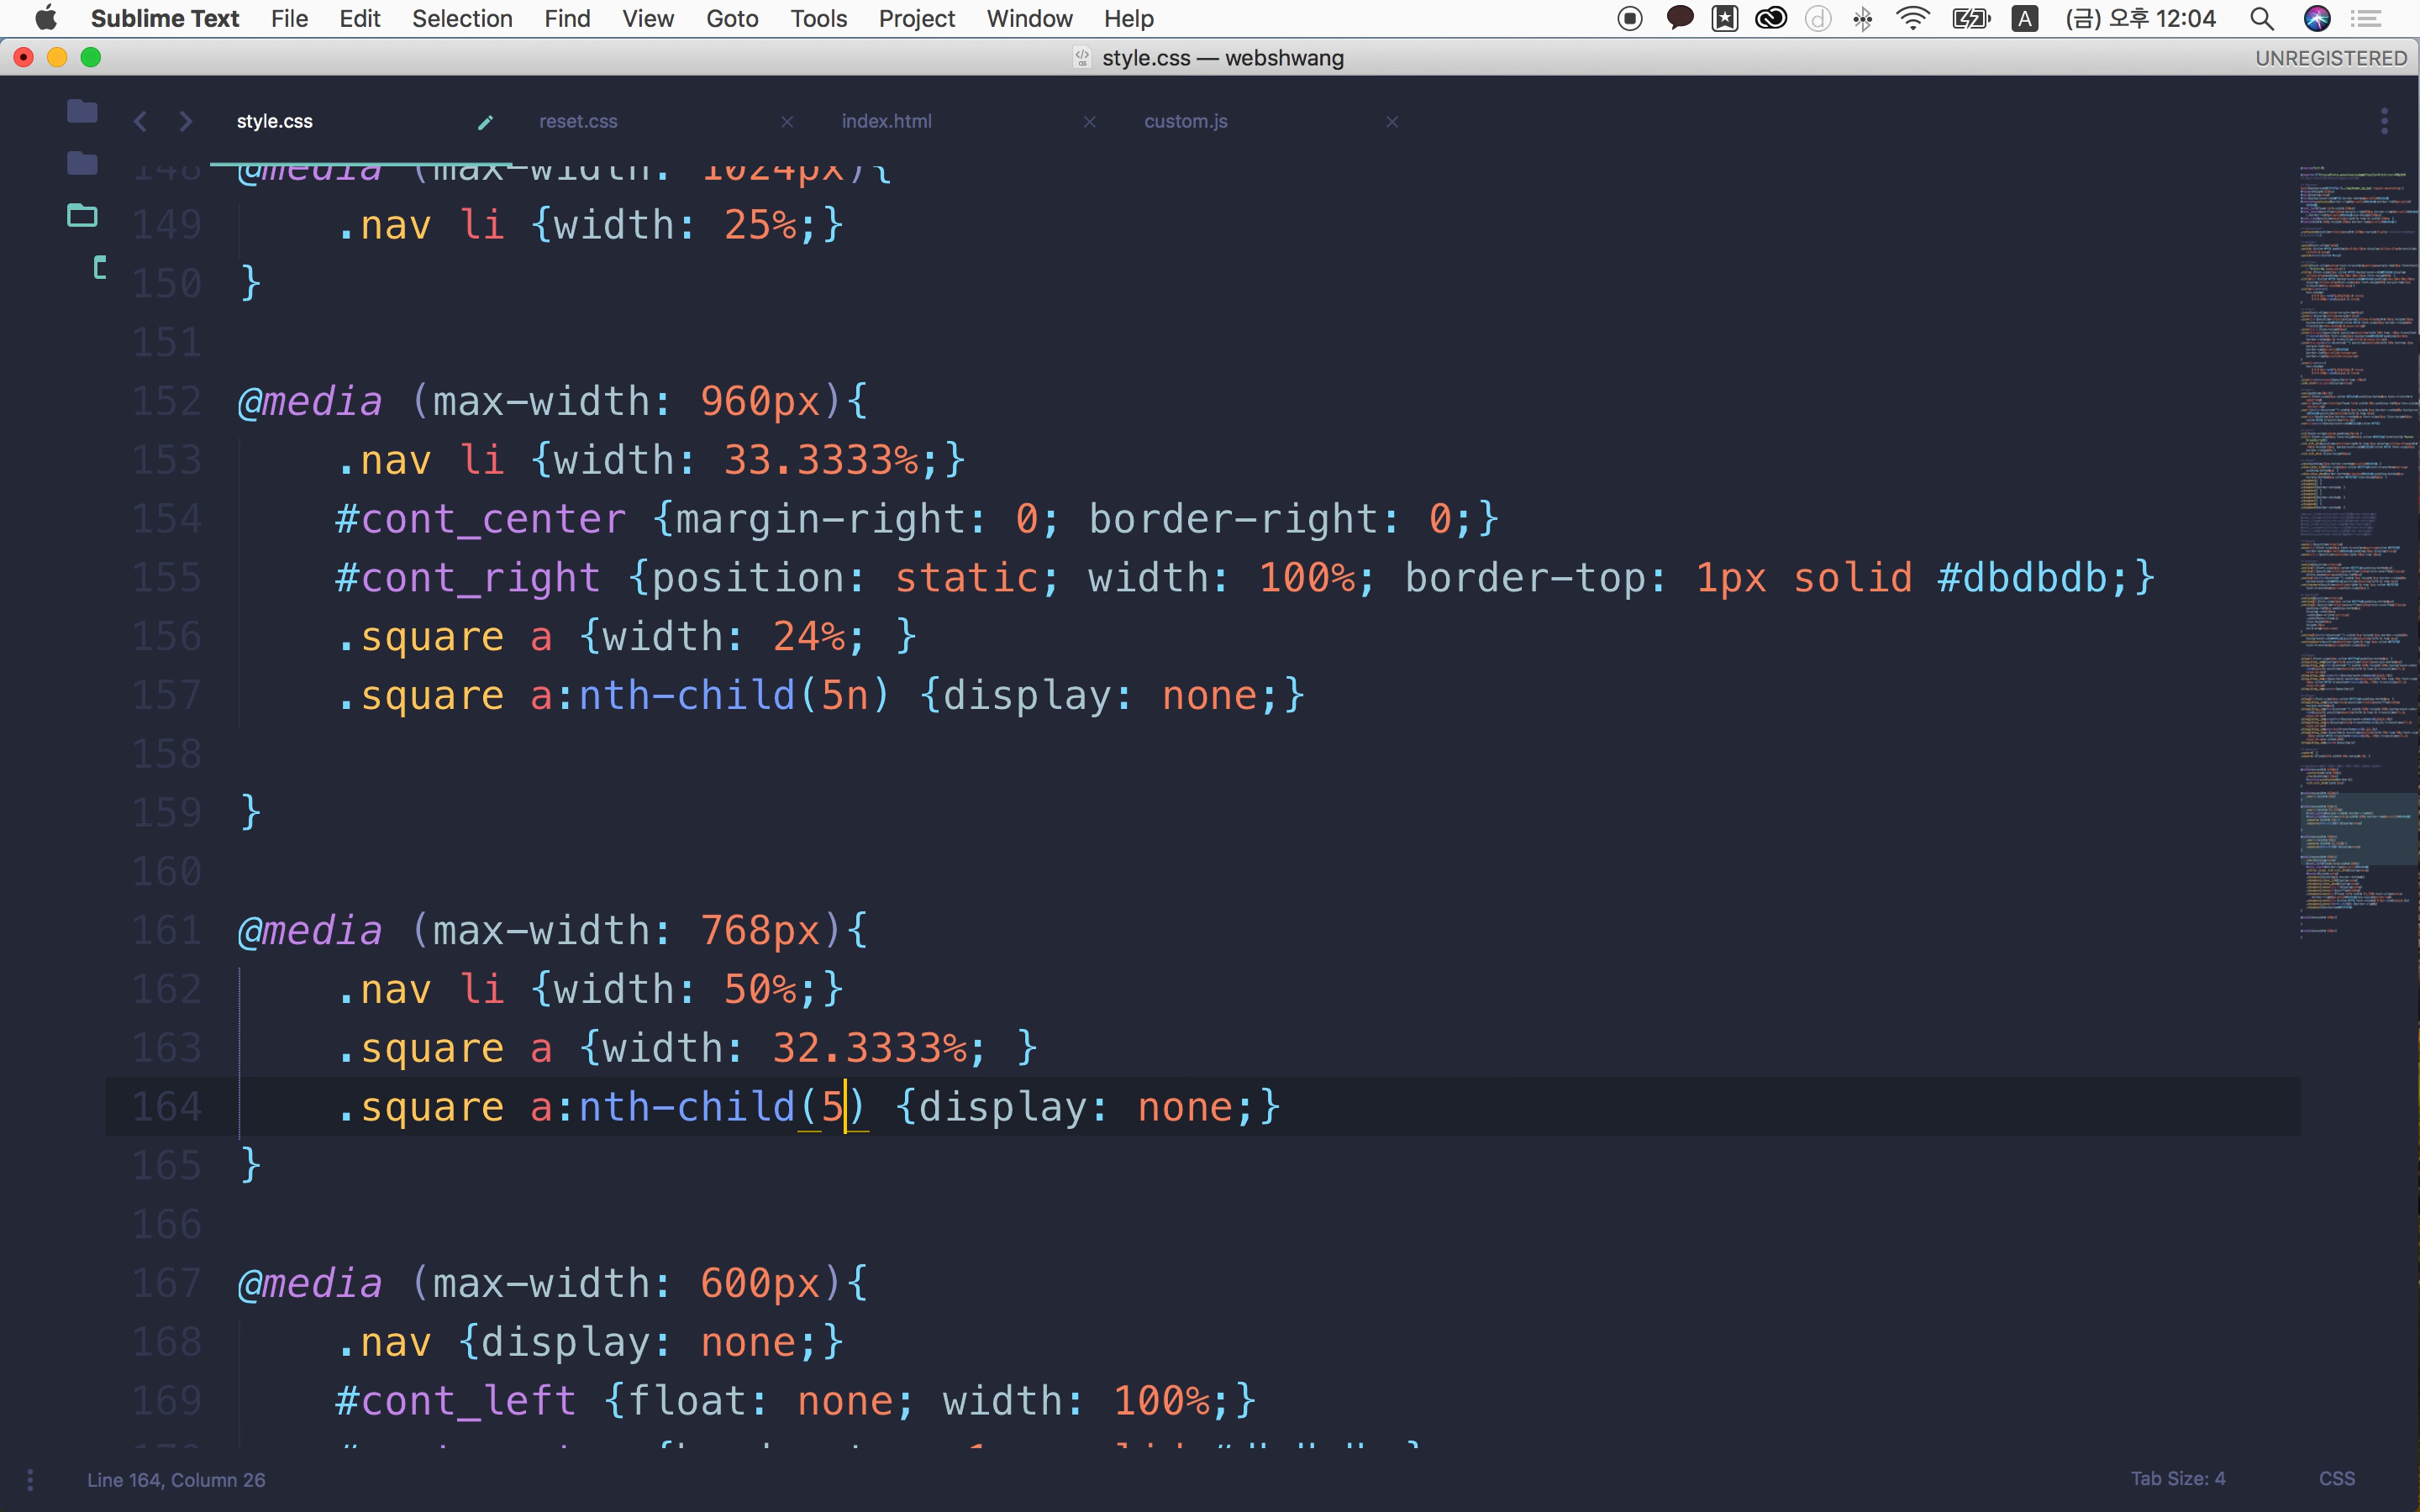 Sublime Text File Edit Selection Find View Goto Tools Project Window Help A (금) 오후 12:04
style.css — webshwang UNREGISTERED
style.css reset.css index.html custom.js
148 @media (max-width: 1024px){
149 .nav li {width: 25%;}
150 }
151
152 @media (max-width: 960px){
153 .nav li {width: 33.3333%;}
154 #cont_center {margin-right: 0; border-right: 0;}
155 #cont_right {position: static; width: 100%; border-top: 1px solid #dbdbdb;}
156 .square a {width: 24%; }
157 .square a:nth-child(5n) {display: none;}
158
159 }
160
161 @media (max-width: 768px){
162 .nav li {width: 50%;}
163 .square a {width: 32.3333%; }
164 .square a:nth-child(5) {display: none;}
165 }
166
167 @media (max-width: 600px){
168 .nav {display: none;}
169 #cont_left {float: none; width: 100%;}
Line 164, Column 26 Tab Size: 4 CSS